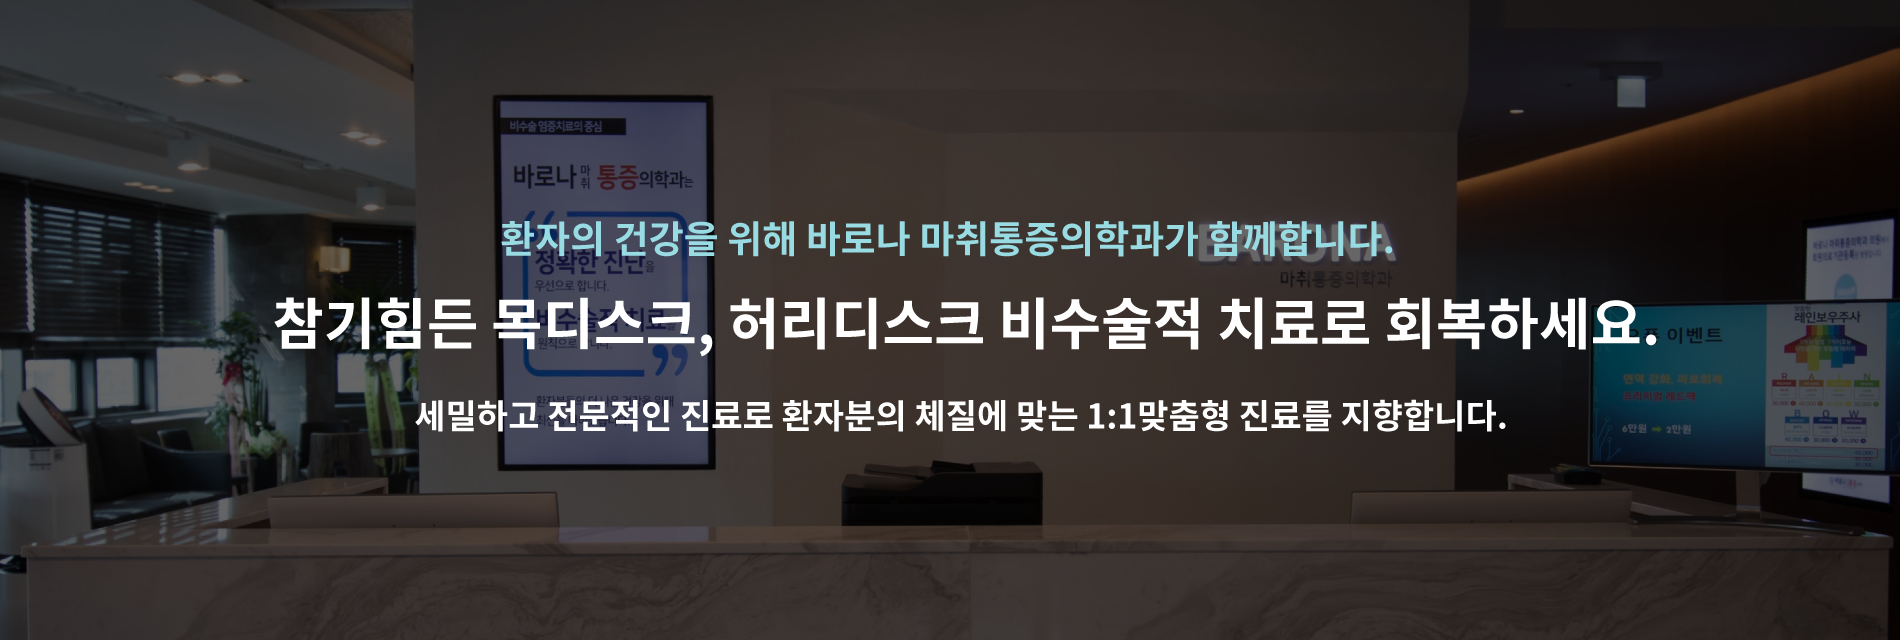 비수술 염증치료의 중심
바로나 마취 통증의학과는
환자의 건강을 위해 바로나 마취통증의학과가 함께합니다.
BARONA
정확한 진단을
우선으로 합니다.
마취통증의학과
참기힘든 목디스크, 허리디스크 비수술적 치료로 회복하세요.
세밀하고 전문적인 진료로 환자분의 체질에 맞는 1:1맞춤형 진료를 지향합니다.
이벤트
레인보우주사
R A I N
B O W
6만원 2만원